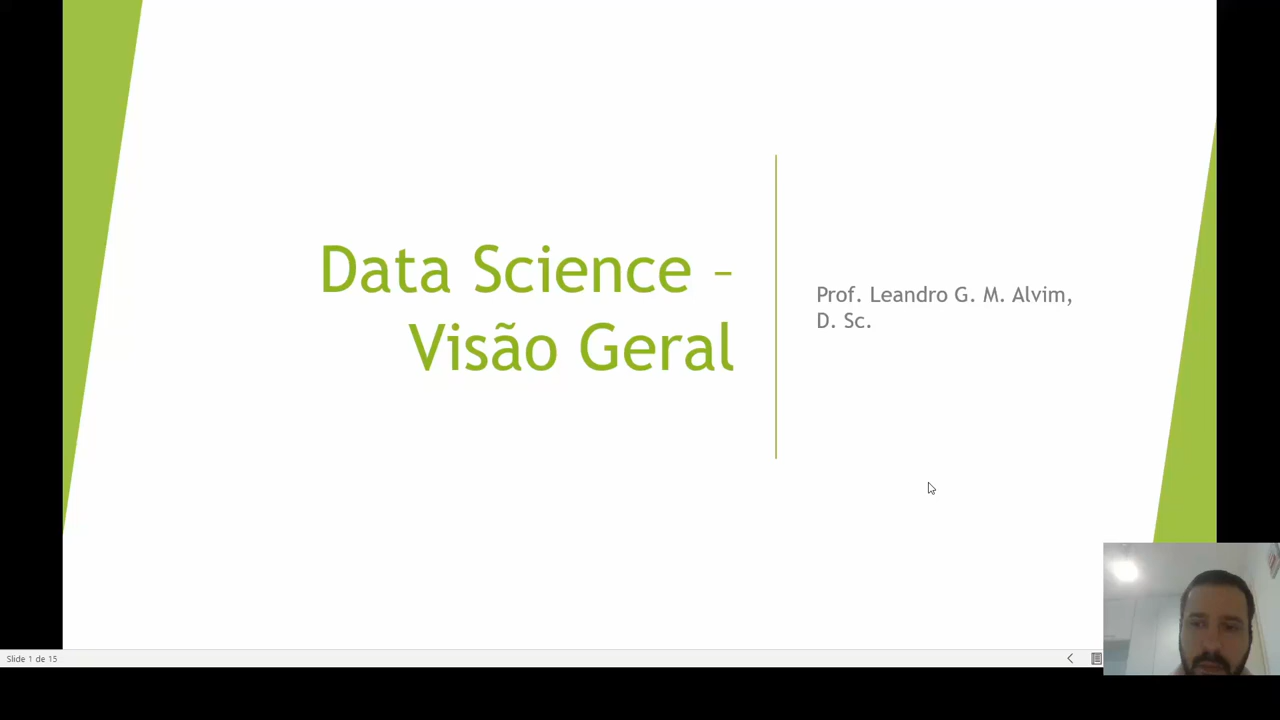 Data Science –
Visão Geral
Prof. Leandro G. M. Alvim,
D. Sc.
Slide 1 de 15